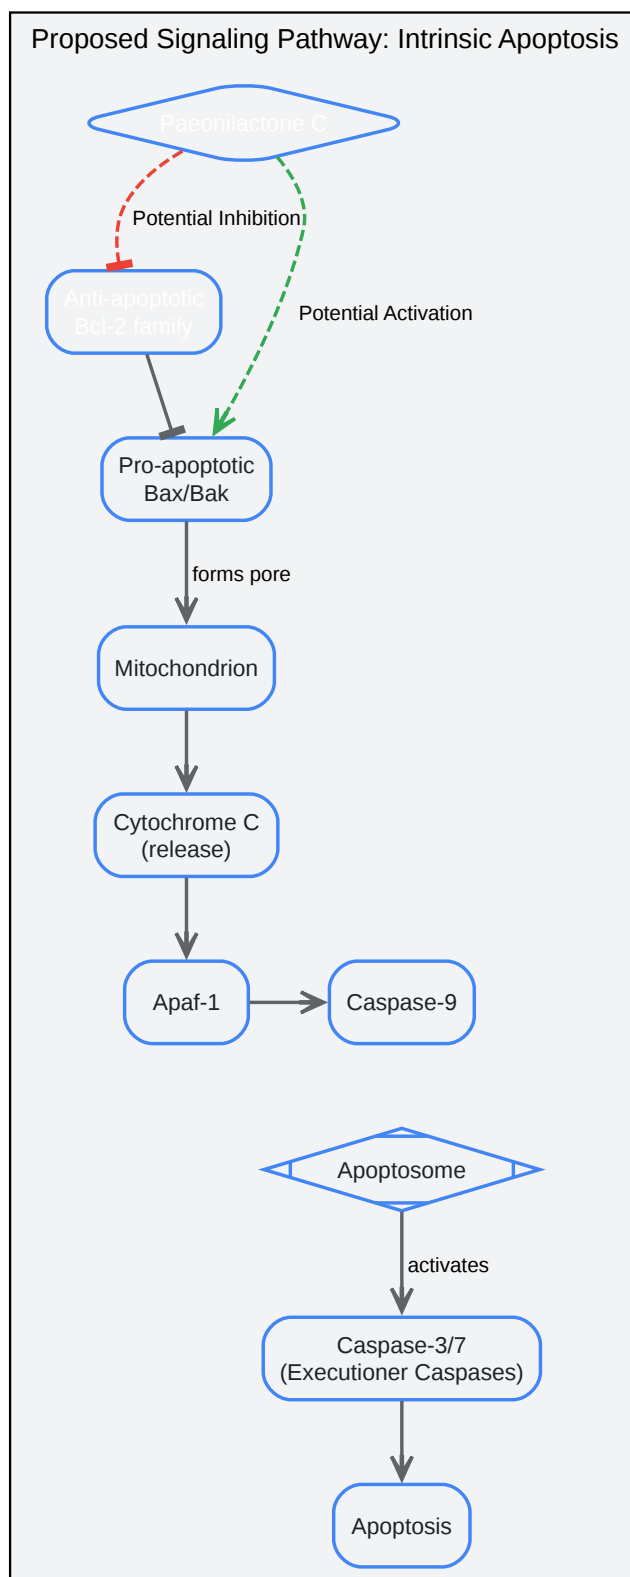 Proposed Signaling Pathway: Intrinsic Apoptosis
Paeonilactone C
Potential Inhibition
Anti-apoptotic
Bcl-2 family
Potential Activation
Pro-apoptotic
Bax/Bak
forms pore
Mitochondrion
Cytochrome C
(release)
Apaf-1
Caspase-9
Apoptosome
activates
Caspase-3/7
(Executioner Caspases)
Apoptosis